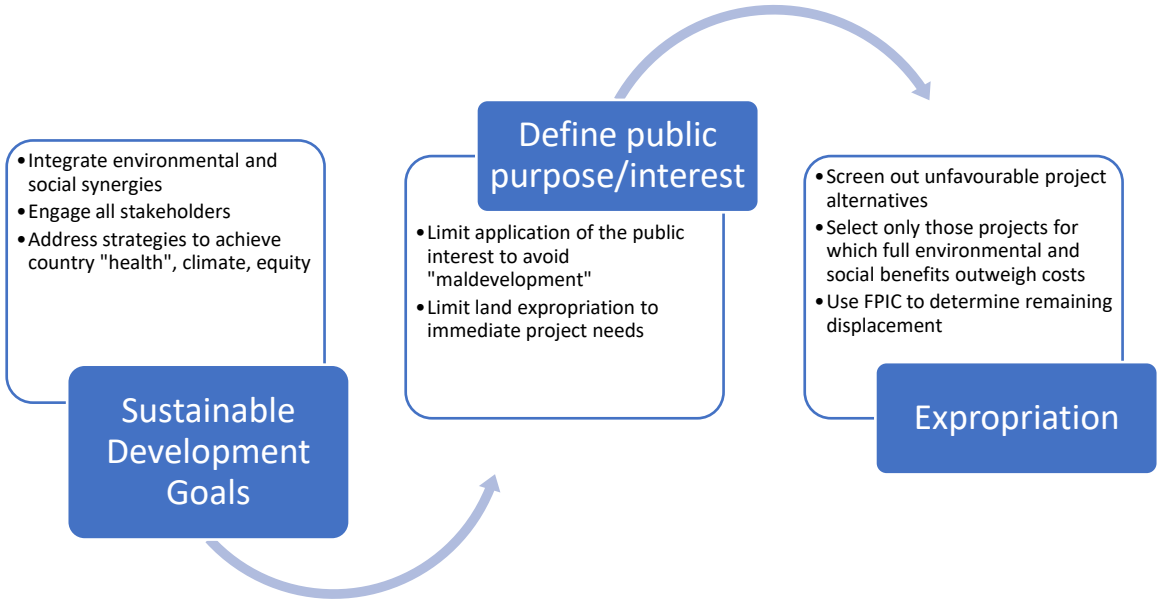 •Integrate environmental and
social synergies
•Engage all stakeholders
•Address strategies to achieve
country "health", climate, equity
Sustainable
Development
Goals
Define public
purpose/interest
•Limit application of the public
interest to avoid
"maldevelopment"
•Limit land expropriation to
immediate project needs
•Screen out unfavourable project
alternatives
•Select only those projects for
which full environmental and
social benefits outweigh costs
•Use FPIC to determine remaining
displacement
Expropriation